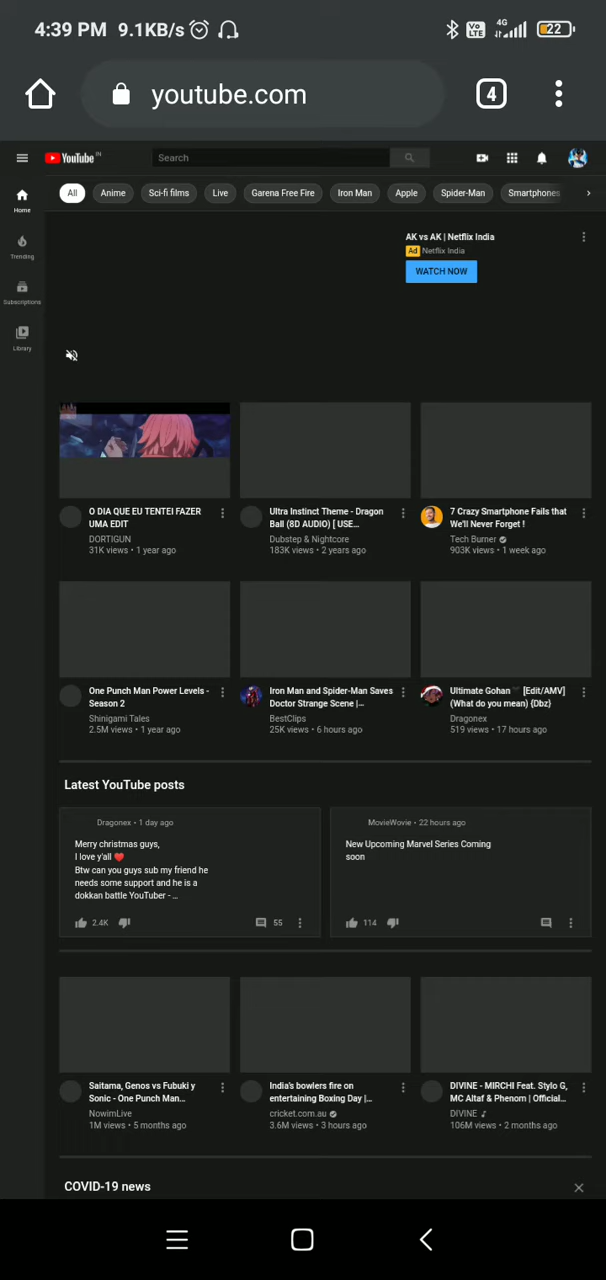 4:39 PM 9.1KB/s Vo LTE 4G 22
youtube.com 4
YouTube IN Search
All Anime Sci-fi films Live Garena Free Fire Iron Man Apple Spider-Man Smartphones
Home
Trending
Subscriptions
Library
AK vs AK | Netflix India
Ad Netflix India
WATCH NOW
O DIA QUE EU TENTEI FAZER
UMA EDIT
DORTIGUN
31K views • 1 year ago
Ultra Instinct Theme - Dragon
Ball (8D AUDIO) [ USE...
Dubstep & Nightcore
183K views • 2 years ago
7 Crazy Smartphone Fails that
We'll Never Forget !
Tech Burner
903K views • 1 week ago
One Punch Man Power Levels -
Season 2
Shinigami Tales
2.5M views • 1 year ago
Iron Man and Spider-Man Saves
Doctor Strange Scene |...
BestClips
25K views • 6 hours ago
Ultimate Gohan 🖤 [Edit/AMV]
(What do you mean) {Dbz}
Dragonex
519 views • 17 hours ago
Latest YouTube posts
Dragonex • 1 day ago
Merry christmas guys,
I love y'all ❤️
Btw can you guys sub my friend he
needs some support and he is a
dokkan battle YouTuber - ...
2.4K 55
MovieWovie • 22 hours ago
New Upcoming Marvel Series Coming
soon
114
Saitama, Genos vs Fubuki y
Sonic - One Punch Man...
NowimLive
1M views • 5 months ago
India's bowlers fire on
entertaining Boxing Day |...
cricket.com.au
3.6M views • 3 hours ago
DIVINE - MIRCHI Feat. Stylo G,
MC Altaf & Phenom | Official...
DIVINE
106M views • 2 months ago
COVID-19 news